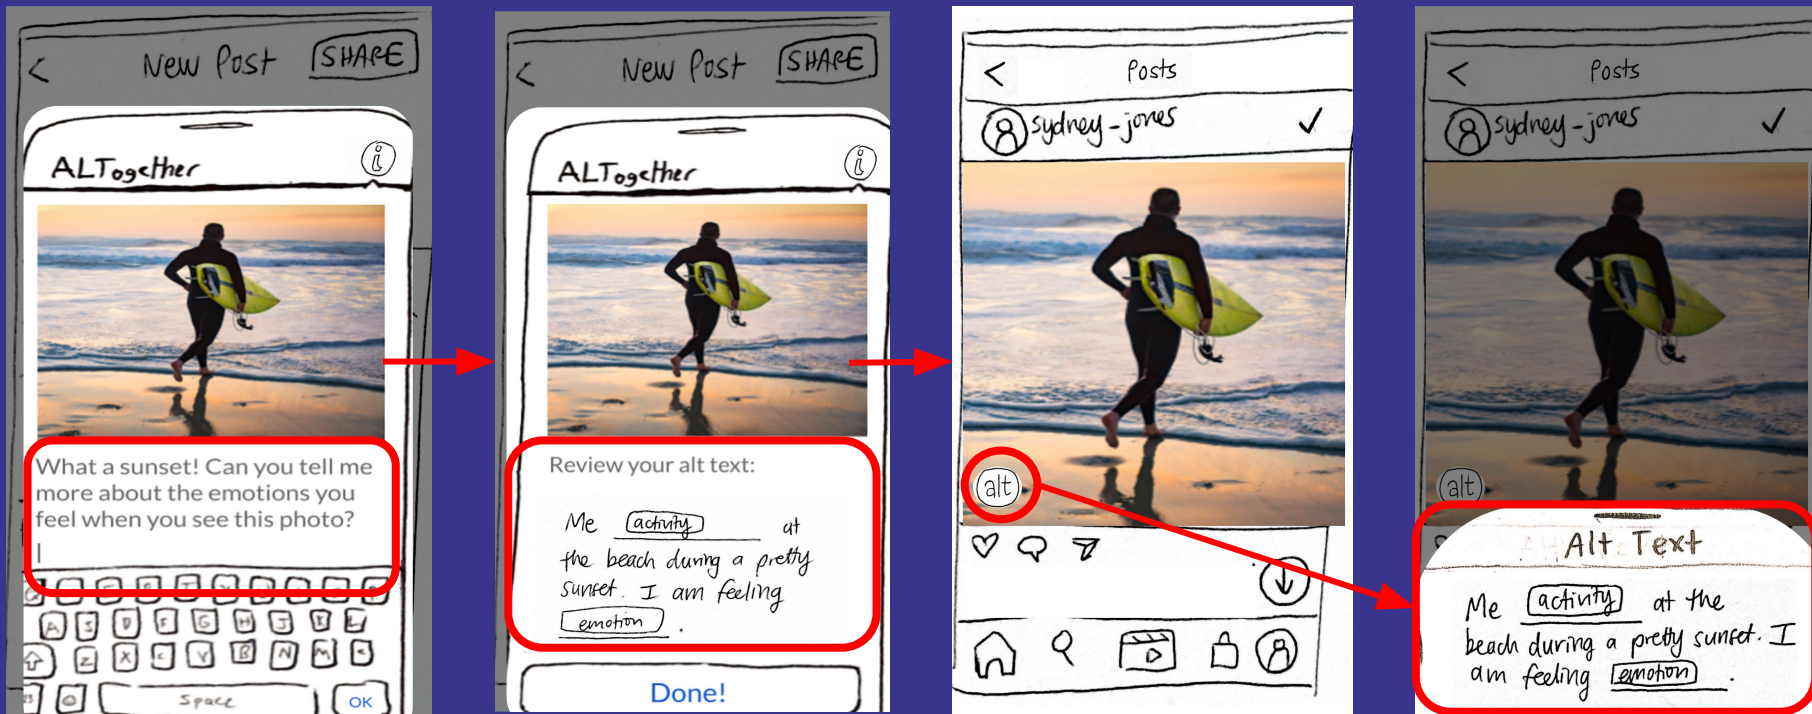 < New Post SHARE
ALTogether i
What a sunset! Can you tell me
more about the emotions you
feel when you see this photo?
A S D F G H J K L
Z X C V B N M
Space OK
< New Post SHARE
ALTogether i
Review your alt text:
Me activity at
the beach during a pretty
sunset. I am feeling
emotion .
Done!
< Posts
sydney-jones
alt
< Posts
sydney-jones
alt
Alt Text
Me activity at the
beach during a pretty sunset. I
am feeling emotion .